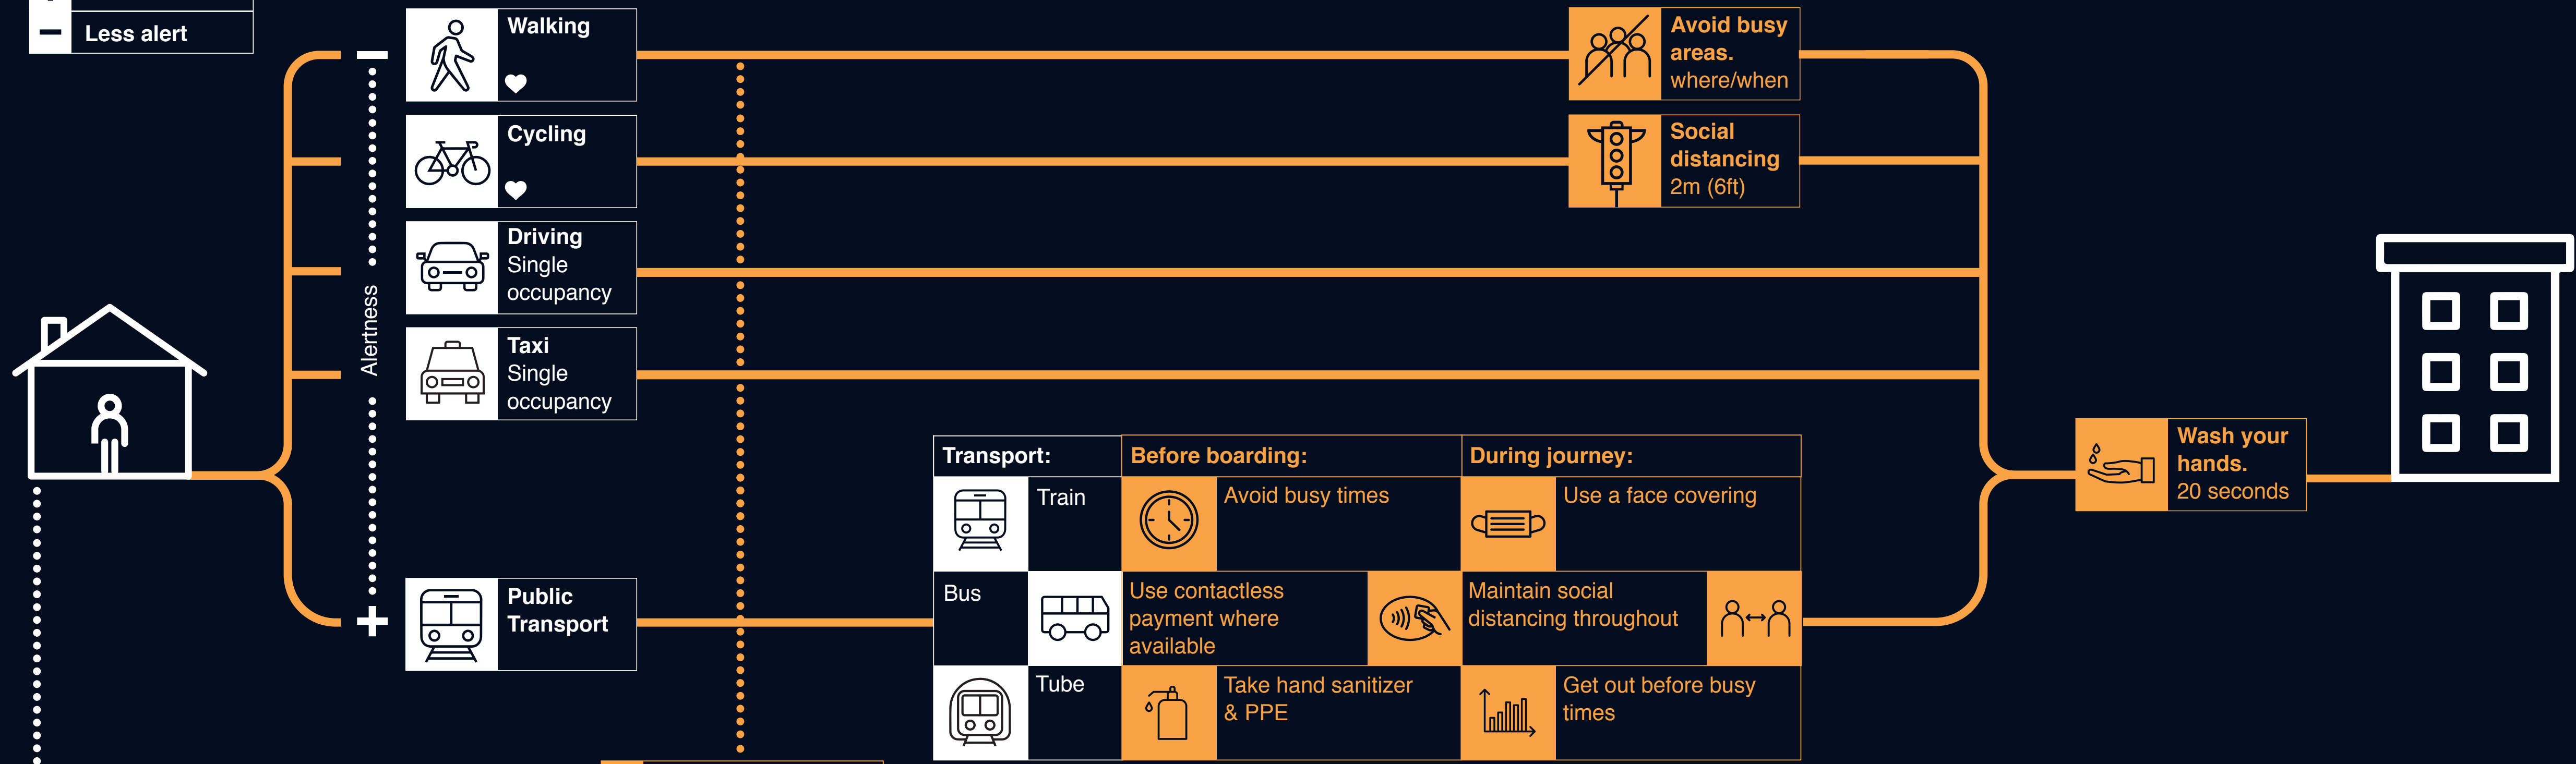 Less alert
Walking
Cycling
Driving
Single
occupancy
Alertness
Taxi
Single
occupancy
Public
Transport
Avoid busy
areas.
where/when
Social
distancing
2m (6ft)
Transport:
Before boarding:
During journey:
Train
Avoid busy times
Use a face covering
Bus
Use contactless
payment where
available
Maintain social
distancing throughout
Tube
Take hand sanitizer
& PPE
Get out before busy
times
Wash your
hands.
20 seconds